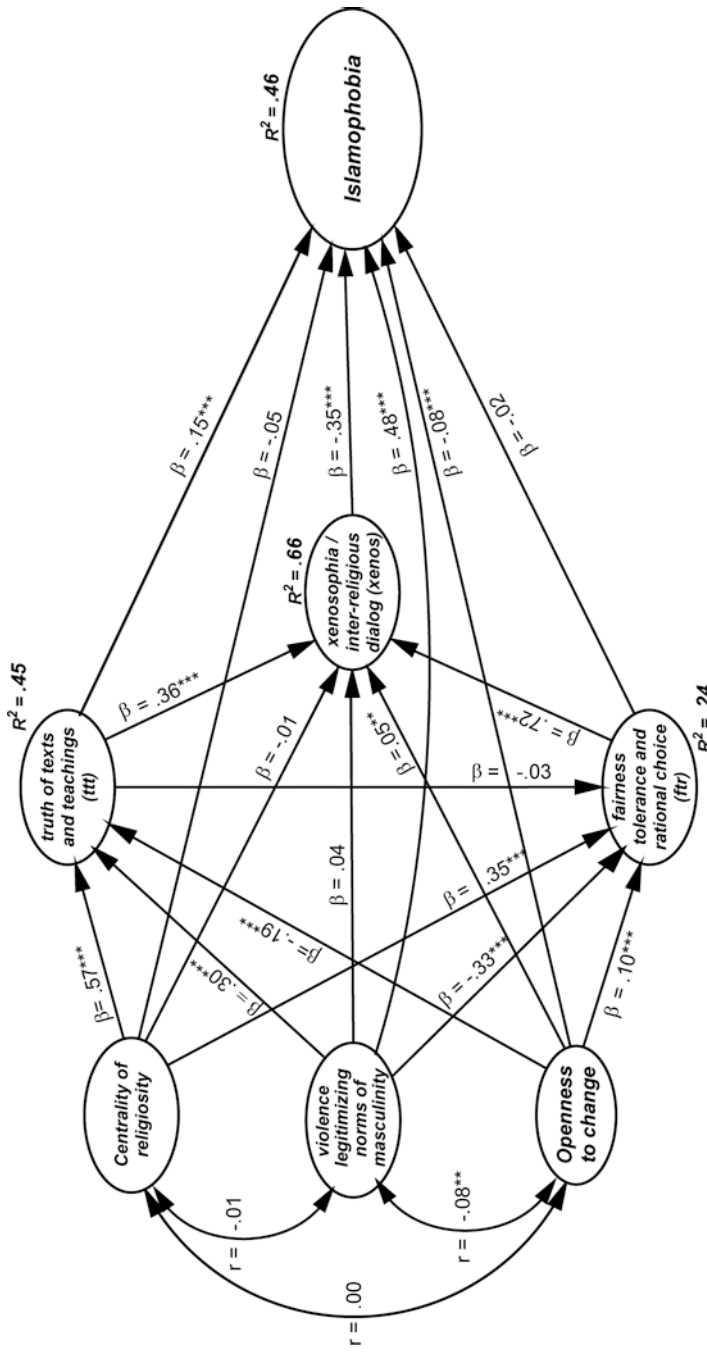 R² = .45
truth of texts
and teachings
(ttt)
R² = .46
Islamophobia
R² = .66
xenosophia /
inter-religious
dialog (xenos)
R² = .24
fairness
tolerance and
rational choice
(ftr)
Centrality of
religiosity
violence
legitimizing
norms of
masculinity
Openness
to change
β = .15***
β = -.05
β = -.35***
β = .48***
β = -.08***
β = -.02
β = .36***
β = -.01
β = .04
β = .05**
β = .72***
β = -.03
β = .57***
β = .30***
β = -.19***
β = .35***
β = -.33***
β = .10***
r = -.01
r = -.08**
r = .00